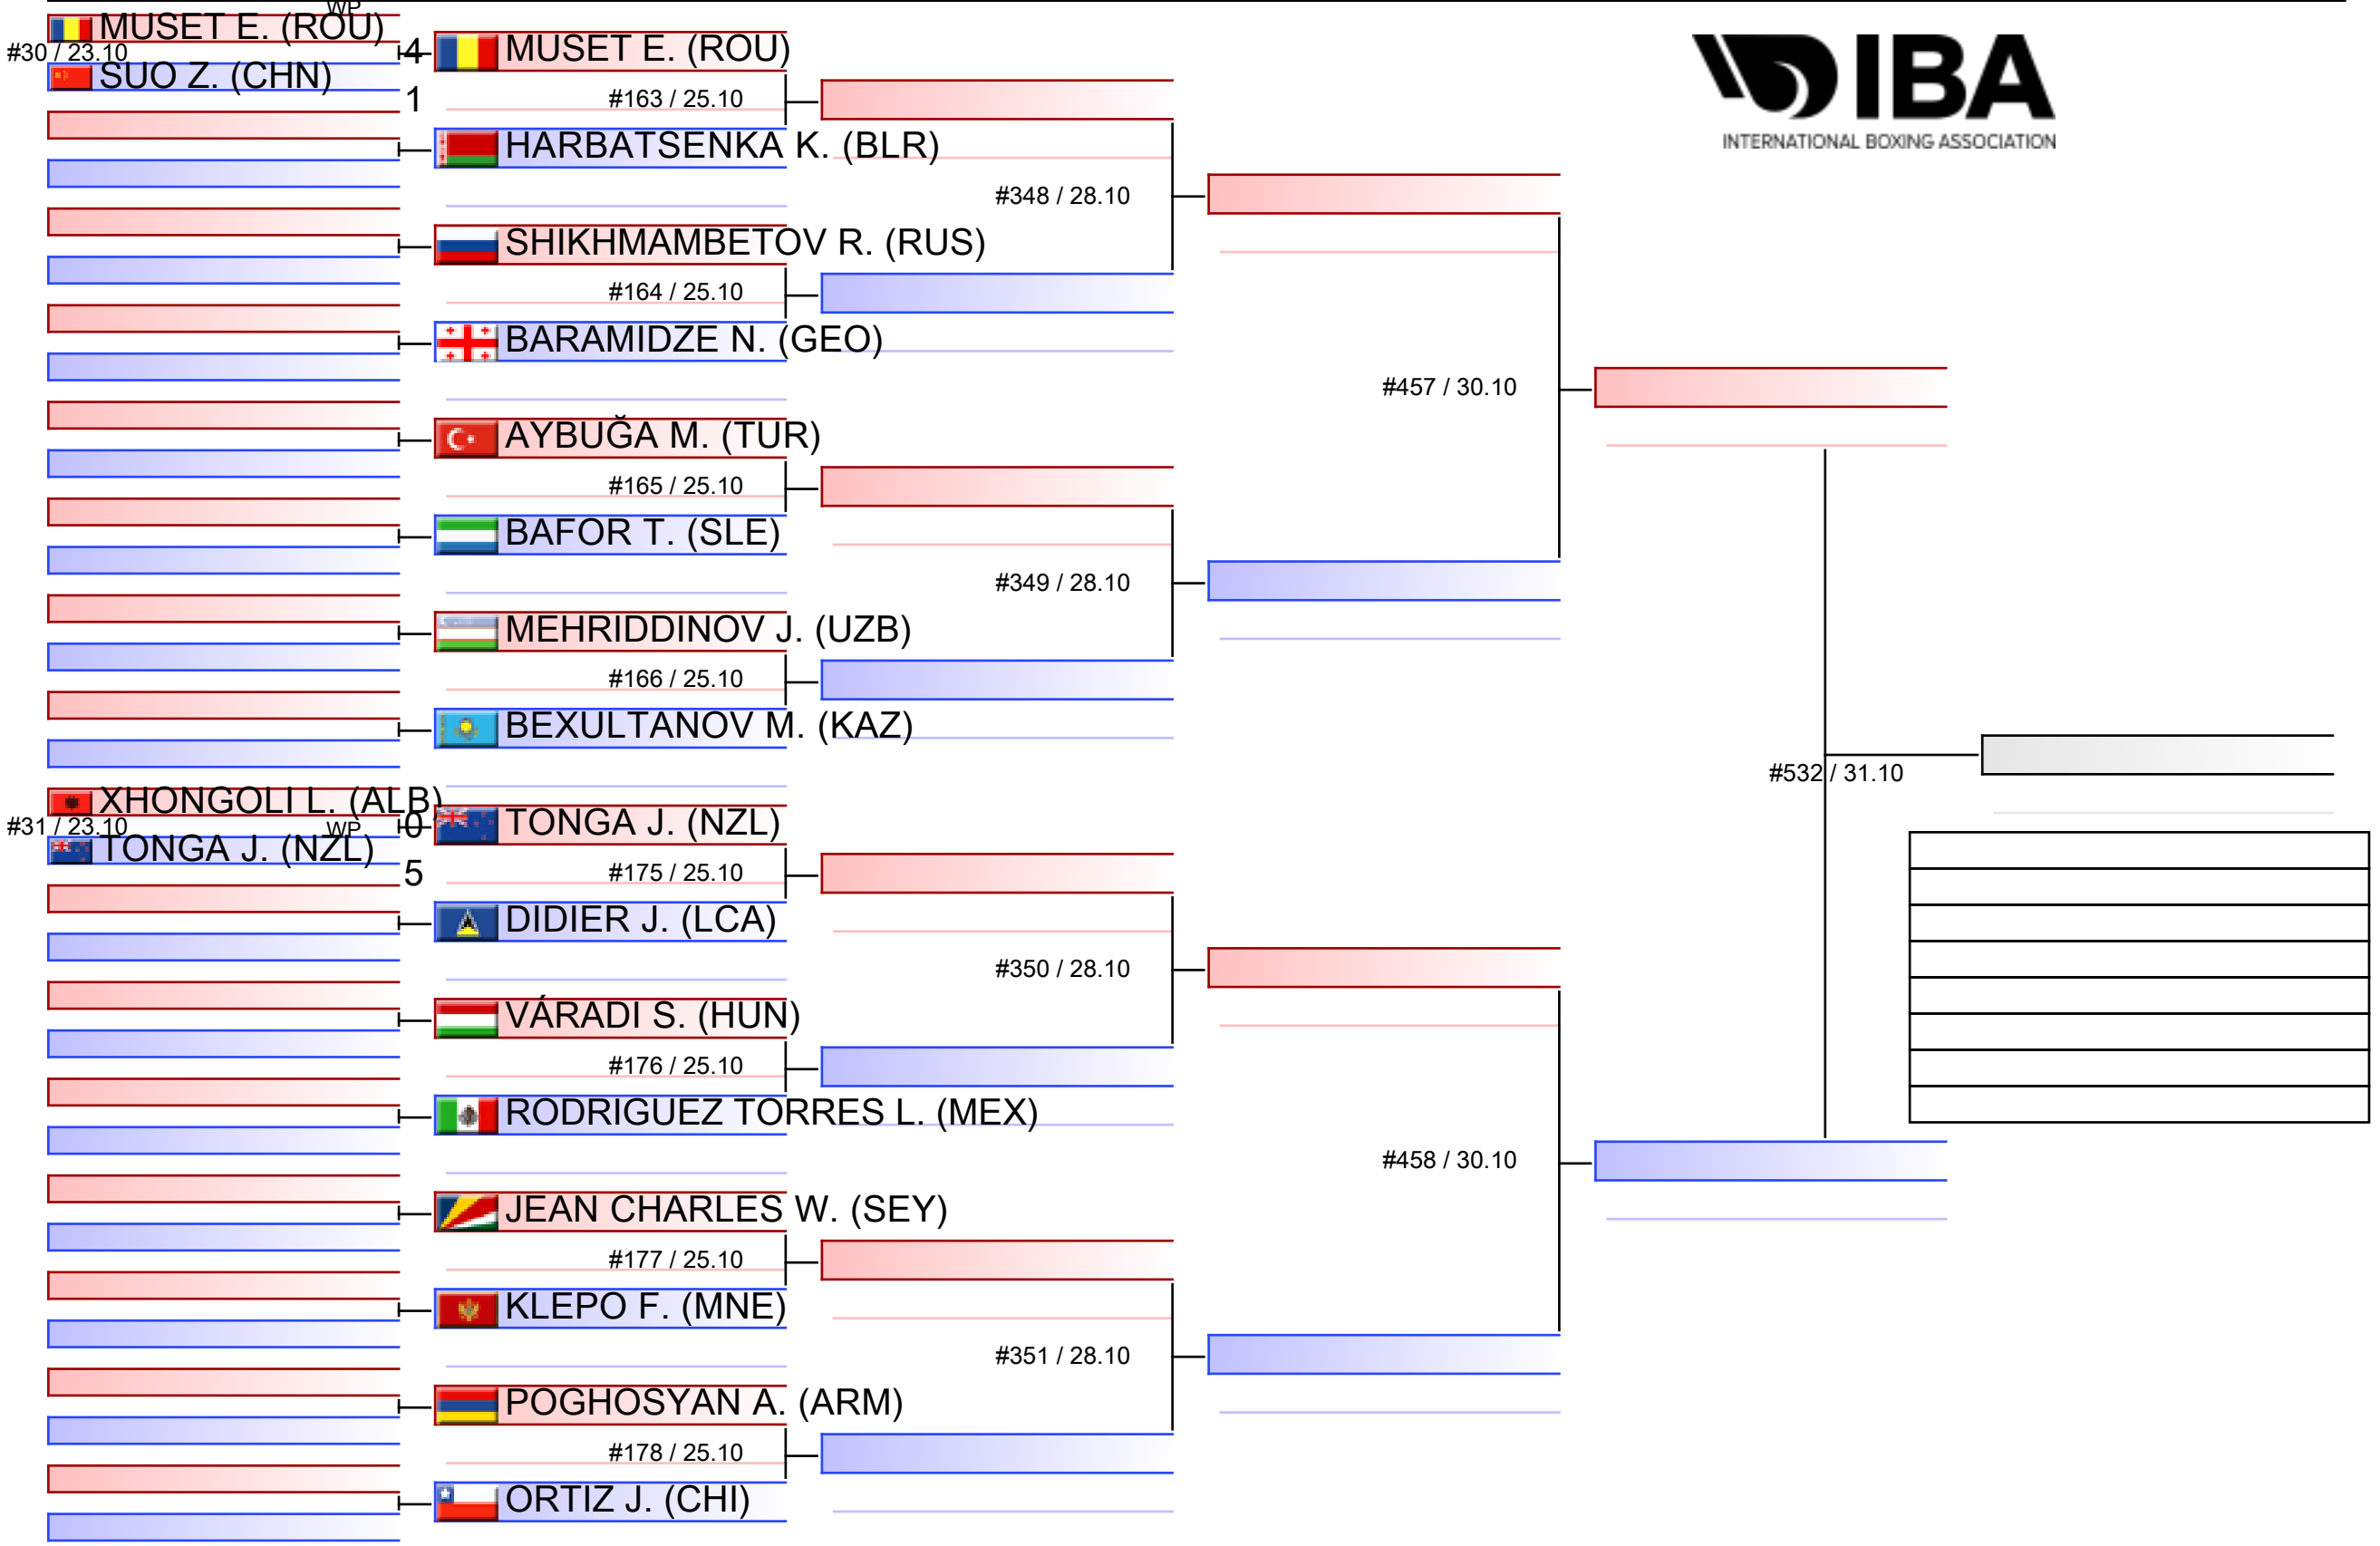 WP
MUSET E. (ROU)
#30 / 23.10
4
SUO Z. (CHN)
1
MUSET E. (ROU)
#163 / 25.10
HARBATSENKA K. (BLR)
#348 / 28.10
SHIKHMAMBETOV R. (RUS)
#164 / 25.10
BARAMIDZE N. (GEO)
#457 / 30.10
AYBUĞA M. (TUR)
#165 / 25.10
BAFOR T. (SLE)
#349 / 28.10
MEHRIDDINOV J. (UZB)
#166 / 25.10
BEXULTANOV M. (KAZ)
#532 / 31.10
XHONGOLI L. (ALB)
#31 / 23.10
WP
0
TONGA J. (NZL)
5
TONGA J. (NZL)
#175 / 25.10
DIDIER J. (LCA)
#350 / 28.10
VÁRADI S. (HUN)
#176 / 25.10
RODRIGUEZ TORRES L. (MEX)
#458 / 30.10
JEAN CHARLES W. (SEY)
#177 / 25.10
KLEPO F. (MNE)
#351 / 28.10
POGHOSYAN A. (ARM)
#178 / 25.10
ORTIZ J. (CHI)
IBA
INTERNATIONAL BOXING ASSOCIATION